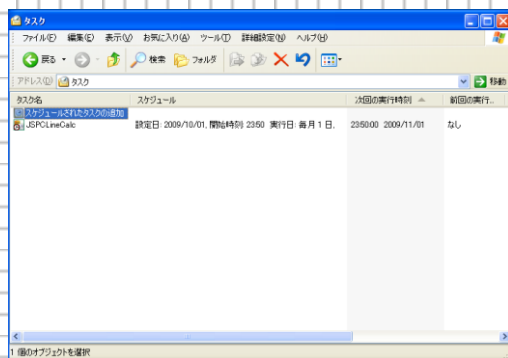 タスク
ファイル(F) 編集(E) 表示(V) お気に入り(A) ツール(T) 詳細設定(N) ヘルプ(H)
戻る 検索 フォルダ
アドレス(D) タスク 移動
タスク名 スケジュール 次回の実行時刻 前回の実行...
スケジュールされたタスクの追加
JSPCLineCalc 設定日: 2009/10/01, 開始時刻 23:50 実行日: 毎月 1 日, 23:50:00 2009/11/01 なし
1 個のオブジェクトを選択